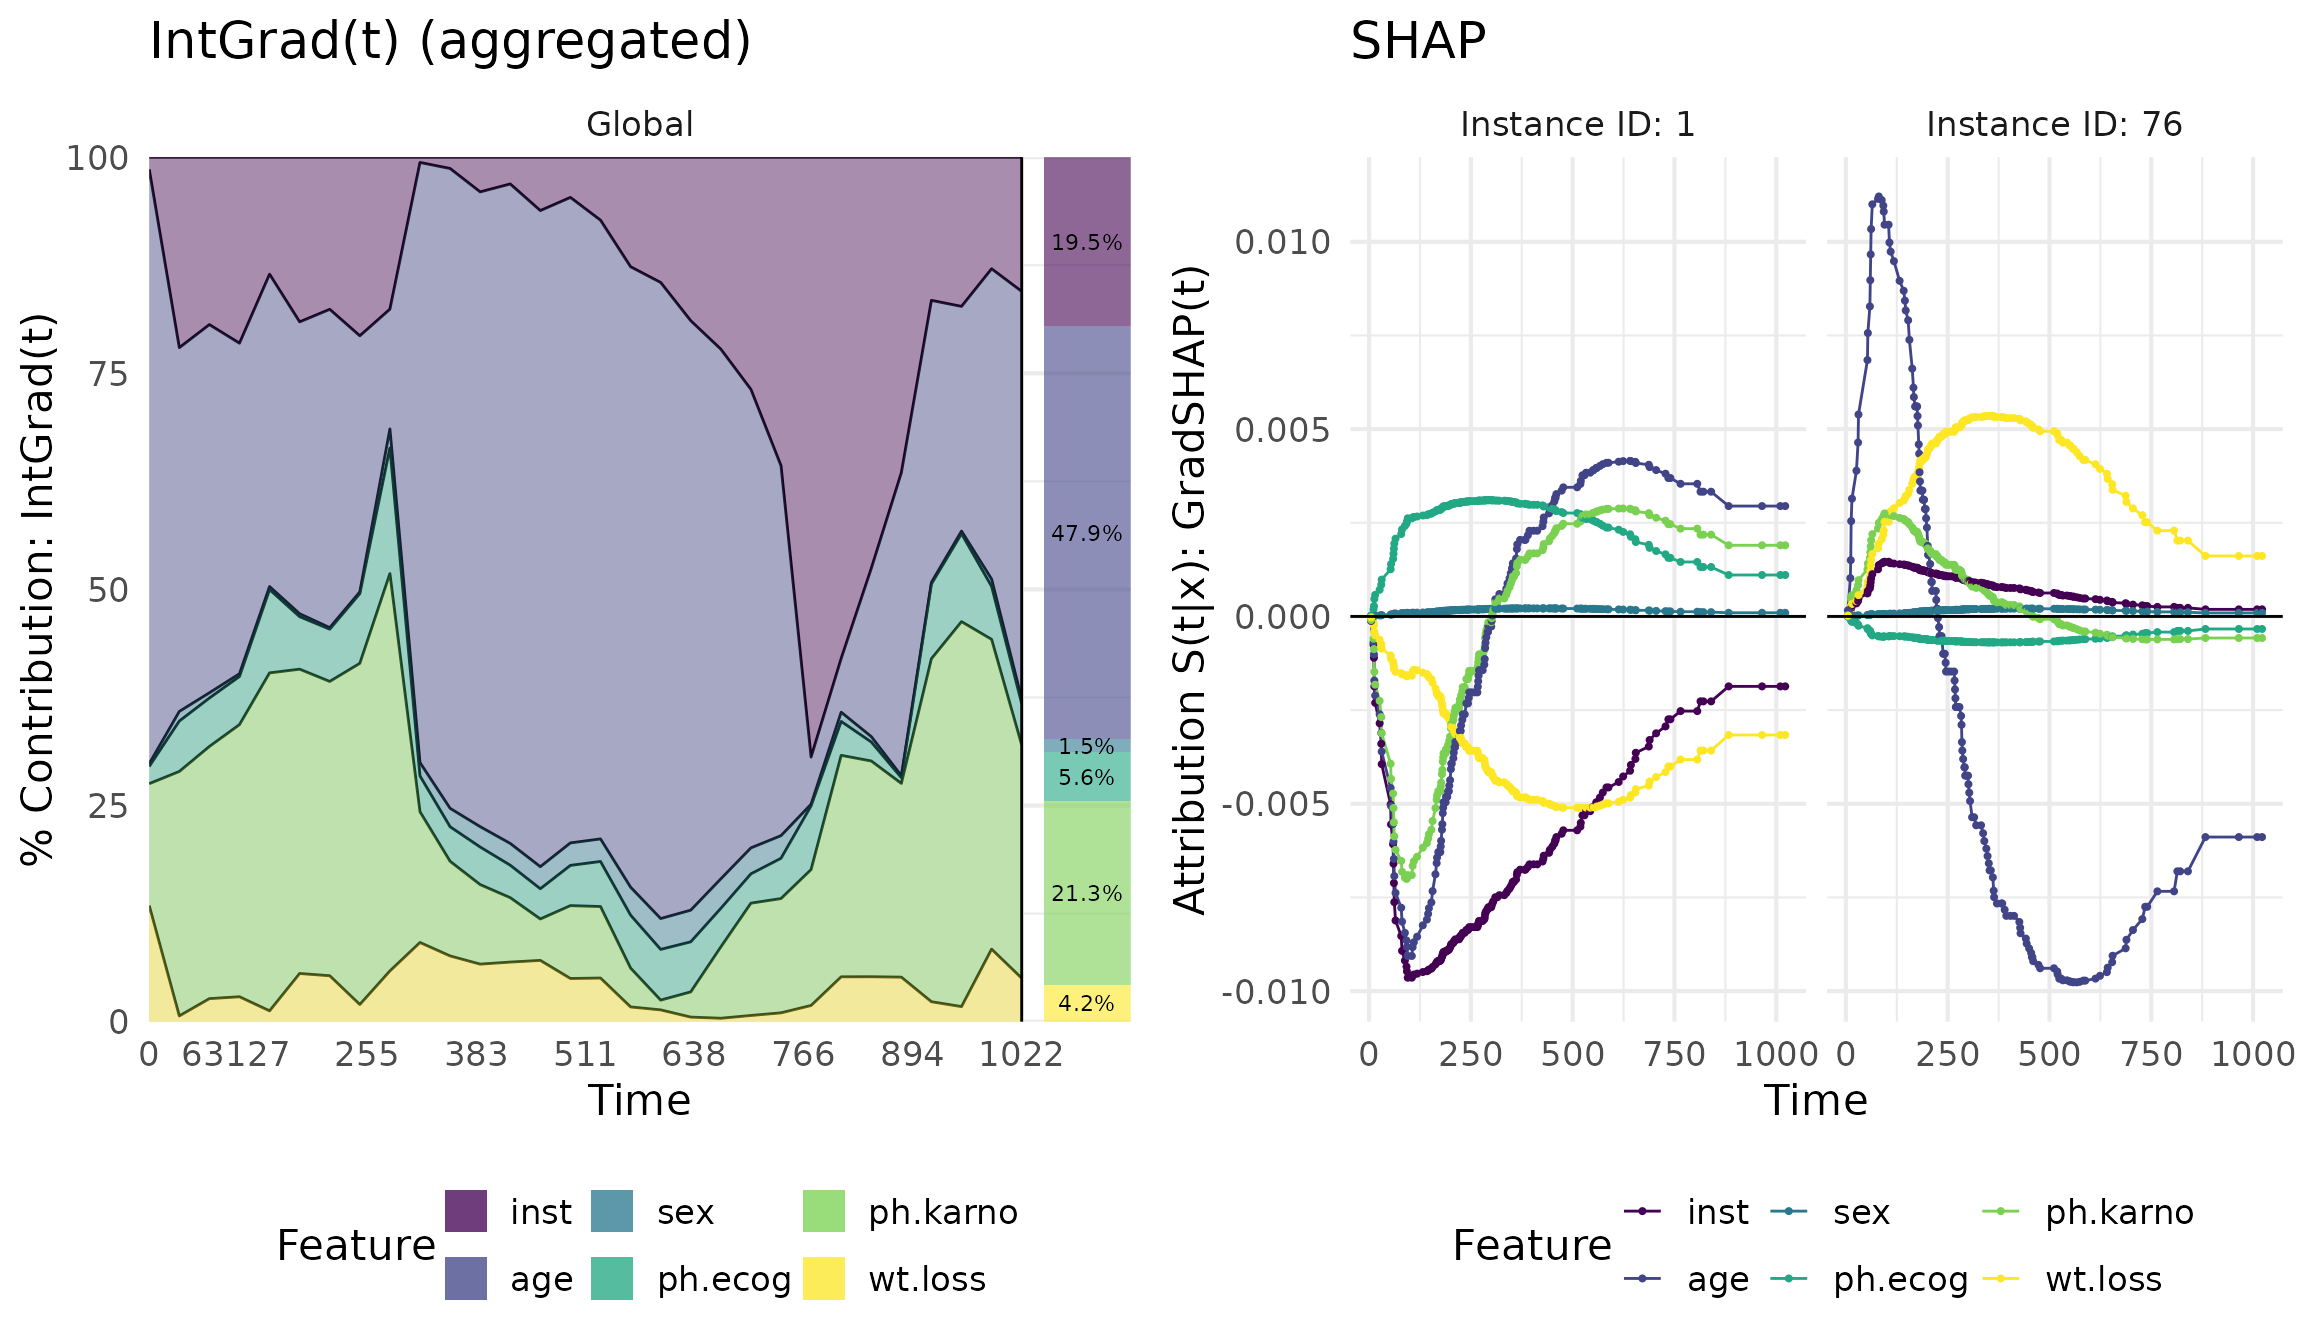 IntGrad(t) (aggregated)
Global
% Contribution: IntGrad(t)
100
75
50
25
0
19.5%
47.9%
1.5%
5.6%
21.3%
4.2%
0 63 127 255 383 511 638 766 894 1022
Time
Feature
inst sex ph.karno
age ph.ecog wt.loss
SHAP
Instance ID: 1 Instance ID: 76
Attribution S(t|x): GradSHAP(t)
0.010
0.005
0.000
-0.005
-0.010
0 250 500 750 1000 0 250 500 750 1000
Time
Feature
inst sex ph.karno
age ph.ecog wt.loss